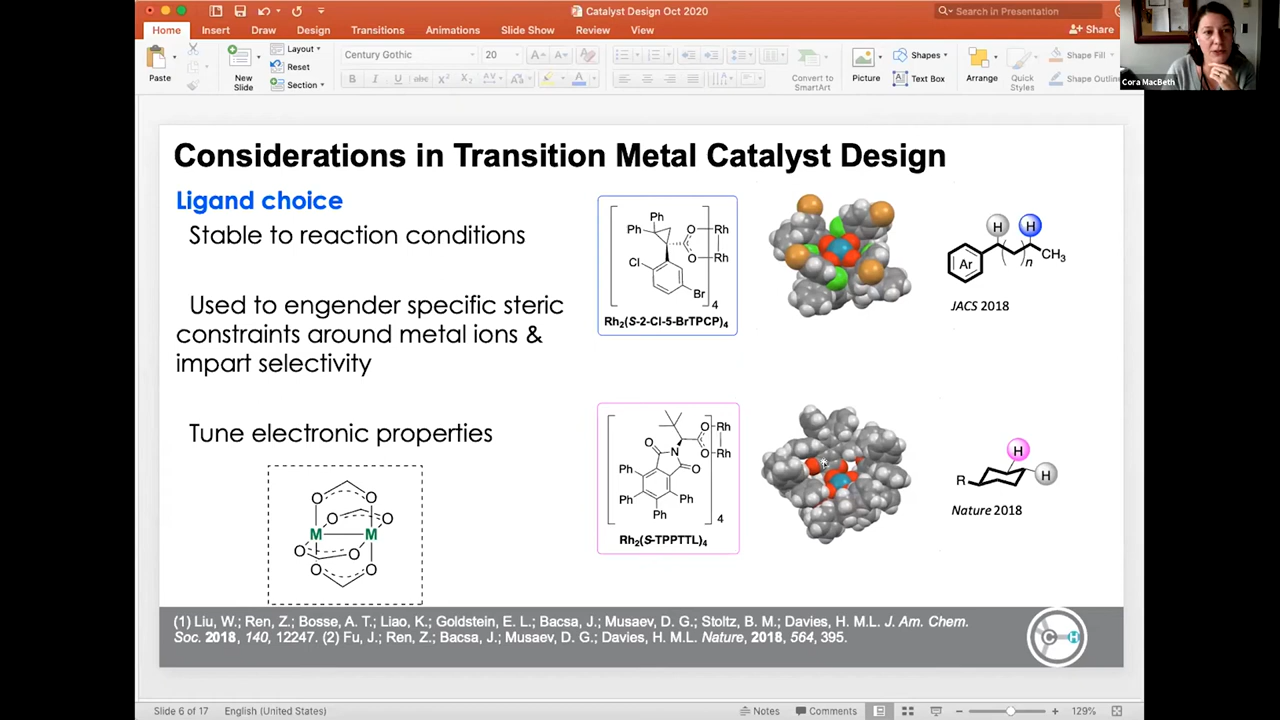 Catalyst Design Oct 2020
Search in Presentation
Home Insert Draw Design Transitions Animations Slide Show Review View
Share
Cora MacBeth
Paste
New
Slide
Layout
Reset
Section
Century Gothic 20
Convert to
SmartArt
Picture
Shapes
Text Box
Arrange
Quick
Styles
Shape Fill
Shape Outlin
Considerations in Transition Metal Catalyst Design
Ligand choice
Stable to reaction conditions
Used to engender specific steric
constraints around metal ions &
impart selectivity
Tune electronic properties
O O
O O
M M
O O
O O
Ph
Ph
O Rh
O Rh
Cl
Br
4
Rh2(S-2-Cl-5-BrTPCP)4
H H
Ar
n
CH3
JACS 2018
O
N
O
O Rh
O Rh
Ph
Ph
Ph
Ph
4
Rh2(S-TPPTTL)4
H
H
R
Nature 2018
(1) Liu, W.; Ren, Z.; Bosse, A. T.; Liao, K.; Goldstein, E. L.; Bacsa, J.; Musaev, D. G.; Stoltz, B. M.; Davies, H. M.L. J. Am. Chem.
Soc. 2018, 140, 12247. (2) Fu, J.; Ren, Z.; Bacsa, J.; Musaev, D. G.; Davies, H. M.L. Nature, 2018, 564, 395.
C H
Slide 6 of 17
English (United States)
Notes
Comments
129%